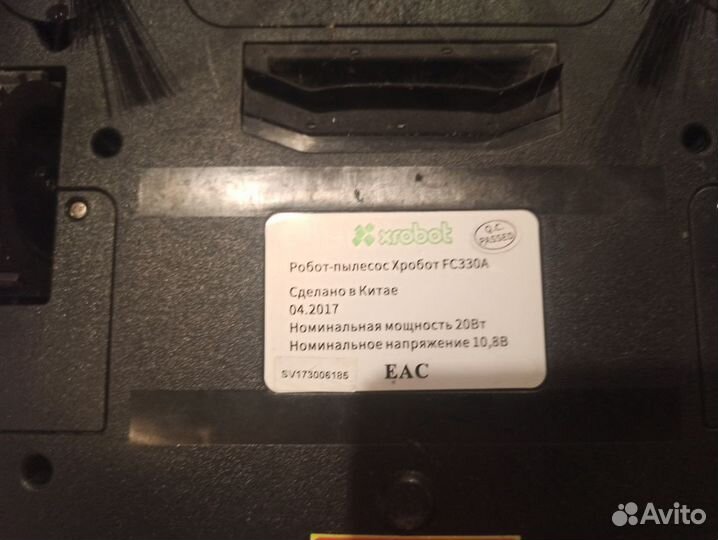 xrobot
Q.C.
PASSED
Робот-пылесос Хробот FC330A
Сделано в Китае
04.2017
Номинальная мощность 20Вт
Номинальное напряжение 10,8В
SV173006185
EAC
Avito